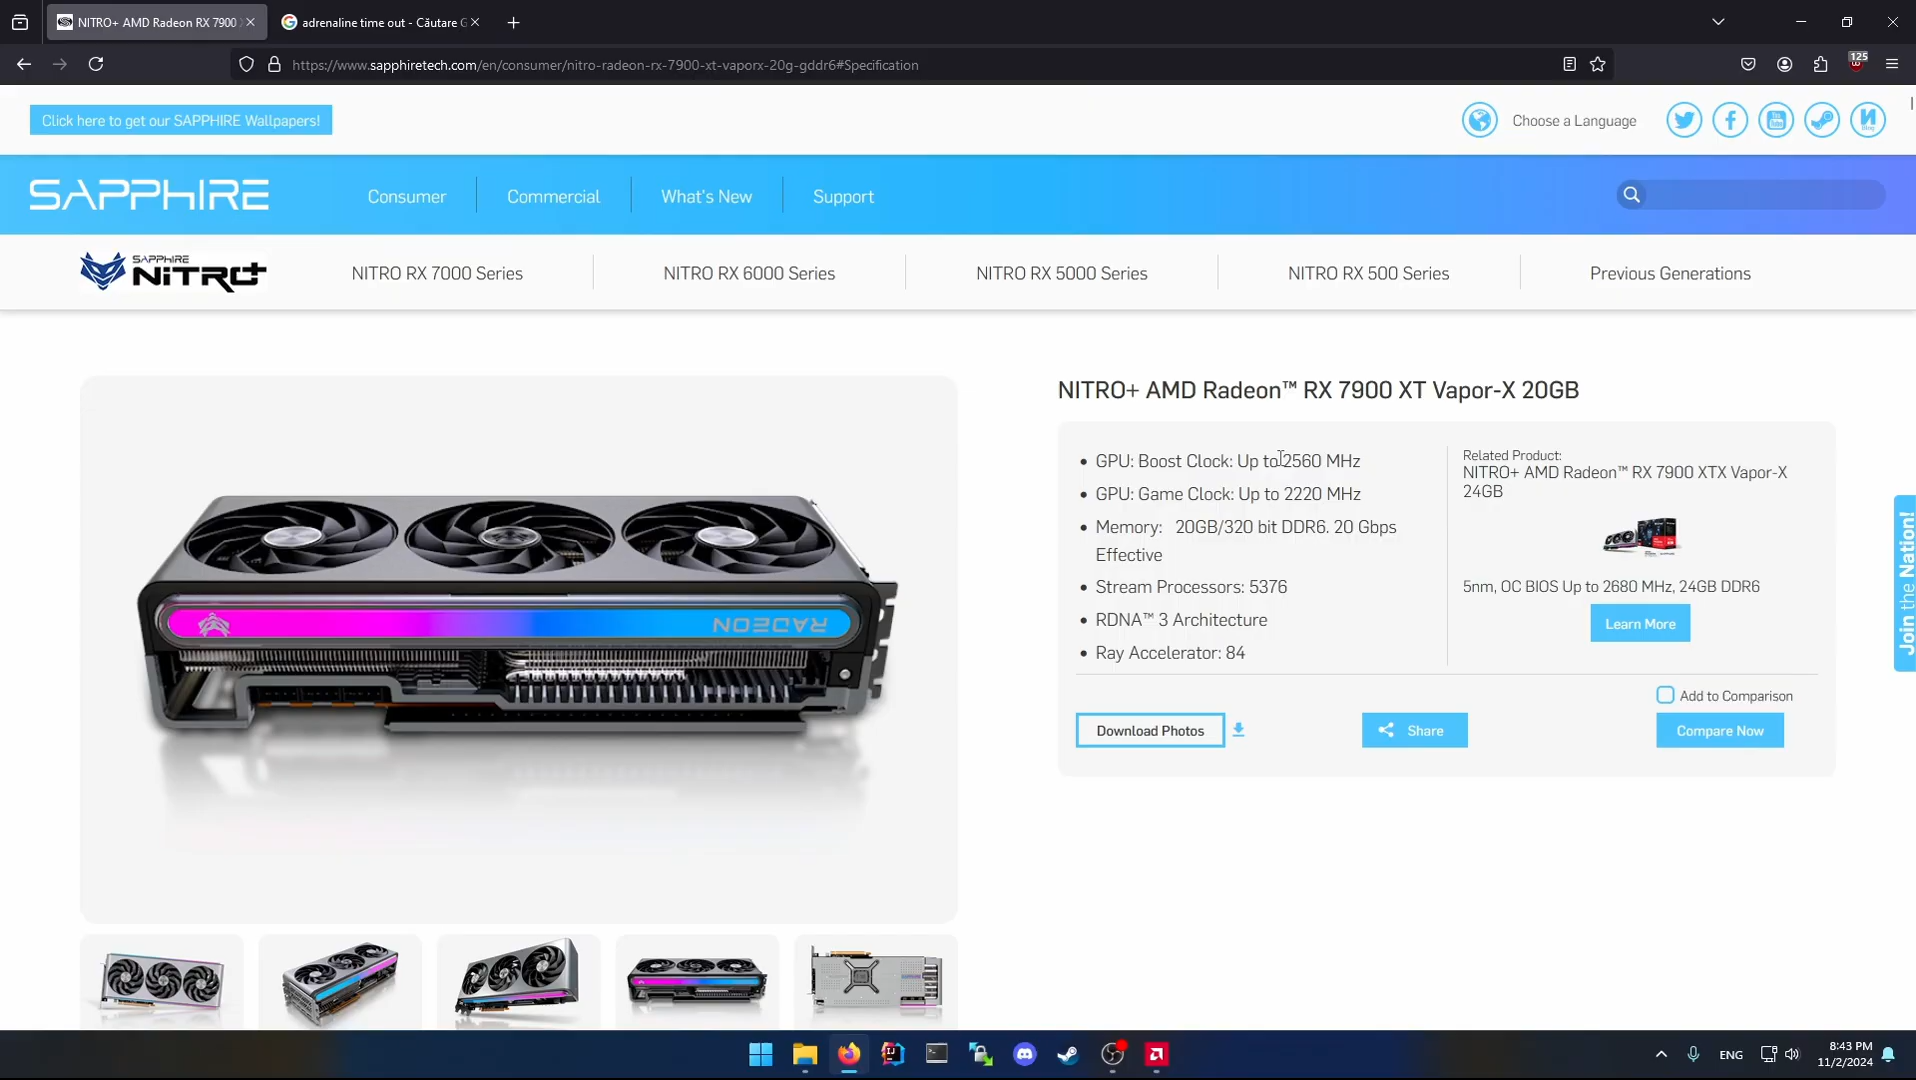 NITRO+ AMD Radeon RX 7900
adrenaline time out - Căutare G
https://www.sapphiretech.com/en/consumer/nitro-radeon-rx-7900-xt-vaporx-20g-gddr6#Specification
125
Click here to get our SAPPHIRE Wallpapers!
Choose a Language
SAPPHIRE
Consumer
Commercial
What's New
Support
SAPPHIRE
NITRO+
NITRO RX 7000 Series
NITRO RX 6000 Series
NITRO RX 5000 Series
NITRO RX 500 Series
Previous Generations
RADEON
NITRO+ AMD Radeon™ RX 7900 XT Vapor-X 20GB
• GPU: Boost Clock: Up to 2560 MHz
• GPU: Game Clock: Up to 2220 MHz
• Memory: 20GB/320 bit DDR6. 20 Gbps
Effective
• Stream Processors: 5376
• RDNA™ 3 Architecture
• Ray Accelerator: 84
Related Product:
NITRO+ AMD Radeon™ RX 7900 XTX Vapor-X
24GB
5nm, OC BIOS Up to 2680 MHz, 24GB DDR6
Learn More
Add to Comparison
Download Photos
Share
Compare Now
Join the Nation!
ENG
8:43 PM
11/2/2024